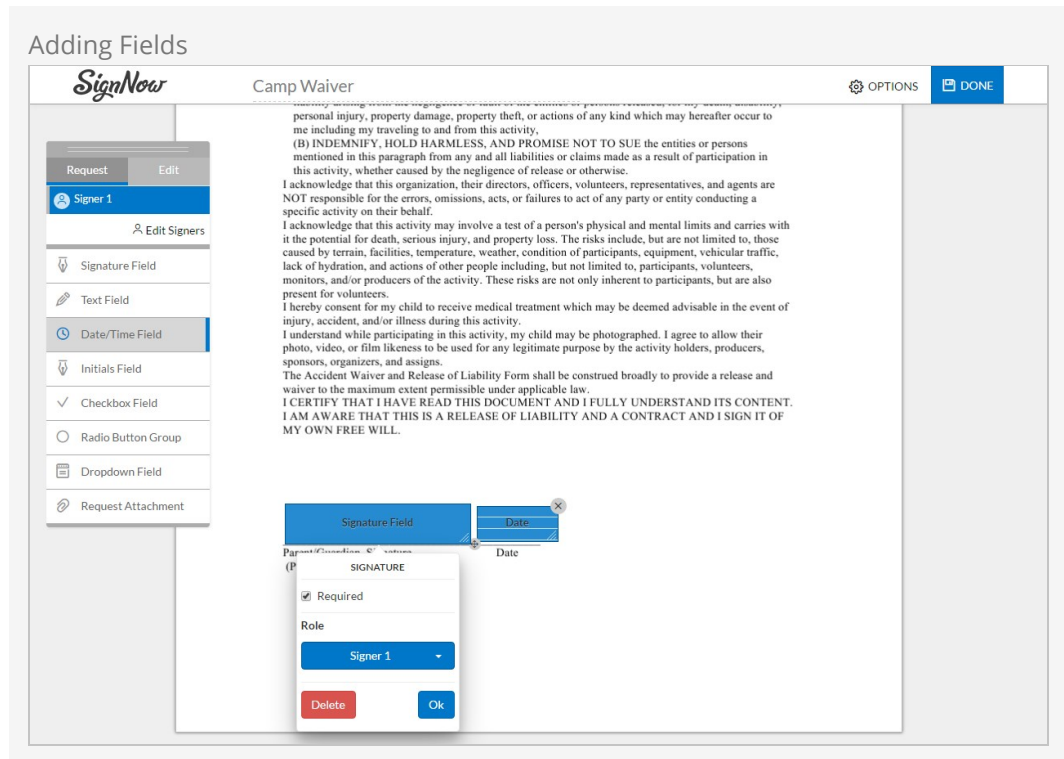 Adding Fields
SignNow
Camp Waiver
OPTIONS
DONE
Request
Edit
Signer 1
Edit Signers
Signature Field
Text Field
Date/Time Field
Initials Field
Checkbox Field
Radio Button Group
Dropdown Field
Request Attachment
personal injury, property damage, property theft, or actions of any kind which may hereafter occur to
me including my traveling to and from this activity,
(B) INDEMNIFY, HOLD HARMLESS, AND PROMISE NOT TO SUE the entities or persons
mentioned in this paragraph from any and all liabilities or claims made as a result of participation in
this activity, whether caused by the negligence of release or otherwise.
I acknowledge that this organization, their directors, officers, volunteers, representatives, and agents are
NOT responsible for the errors, omissions, acts, or failures to act of any party or entity conducting a
specific activity on their behalf.
I acknowledge that this activity may involve a test of a person's physical and mental limits and carries with
it the potential for death, serious injury, and property loss. The risks include, but are not limited to, those
caused by terrain, facilities, temperature, weather, condition of participants, equipment, vehicular traffic,
lack of hydration, and actions of other people including, but not limited to, participants, volunteers,
monitors, and/or producers of the activity. These risks are not only inherent to participants, but are also
present for volunteers.
I hereby consent for my child to receive medical treatment which may be deemed advisable in the event of
injury, accident, and/or illness during this activity.
I understand while participating in this activity, my child may be photographed. I agree to allow their
photo, video, or film likeness to be used for any legitimate purpose by the activity holders, producers,
sponsors, organizers, and assigns.
The Accident Waiver and Release of Liability Form shall be construed broadly to provide a release and
waiver to the maximum extent permissible under applicable law.
I CERTIFY THAT I HAVE READ THIS DOCUMENT AND I FULLY UNDERSTAND ITS CONTENT.
I AM AWARE THAT THIS IS A RELEASE OF LIABILITY AND A CONTRACT AND I SIGN IT OF
MY OWN FREE WILL.
Signature Field
Date
Date
SIGNATURE
Required
Role
Signer 1
Delete
Ok